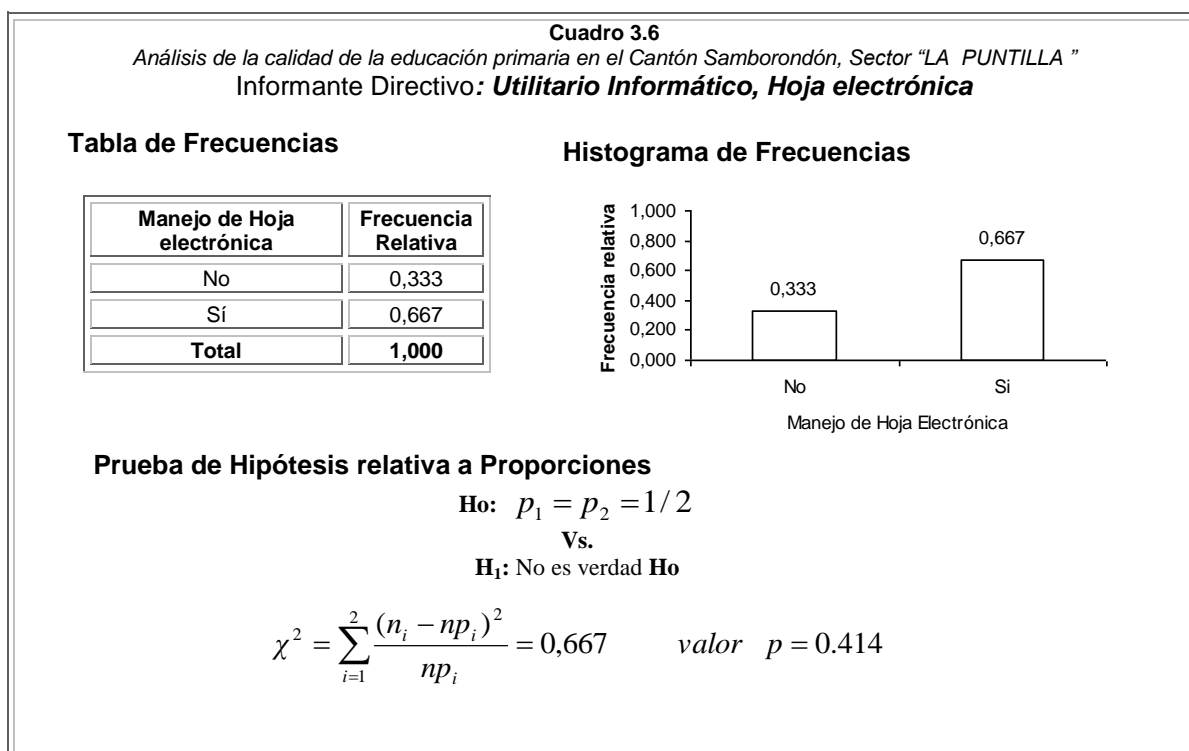 Cuadro 3.6
Análisis de la calidad de la educación primaria en el Cantón Samborondón, Sector “LA PUNTILLA ”
Informante Directivo: Utilitario Informático, Hoja electrónica
Tabla de Frecuencias
Manejo de Hoja electrónica Frecuencia Relativa
No 0,333
Sí 0,667
Total 1,000
Histograma de Frecuencias
Frecuencia relativa
1,000
0,800
0,600
0,400
0,200
0,000
0,333
0,667
No Si
Manejo de Hoja Electrónica
Prueba de Hipótesis relativa a Proporciones
Ho: p₁ = p₂ = 1/ 2
Vs.
H₁: No es verdad Ho
χ² = ∑_{i=1}^{2} (nᵢ − npᵢ)² / npᵢ = 0,667 valor p = 0.414